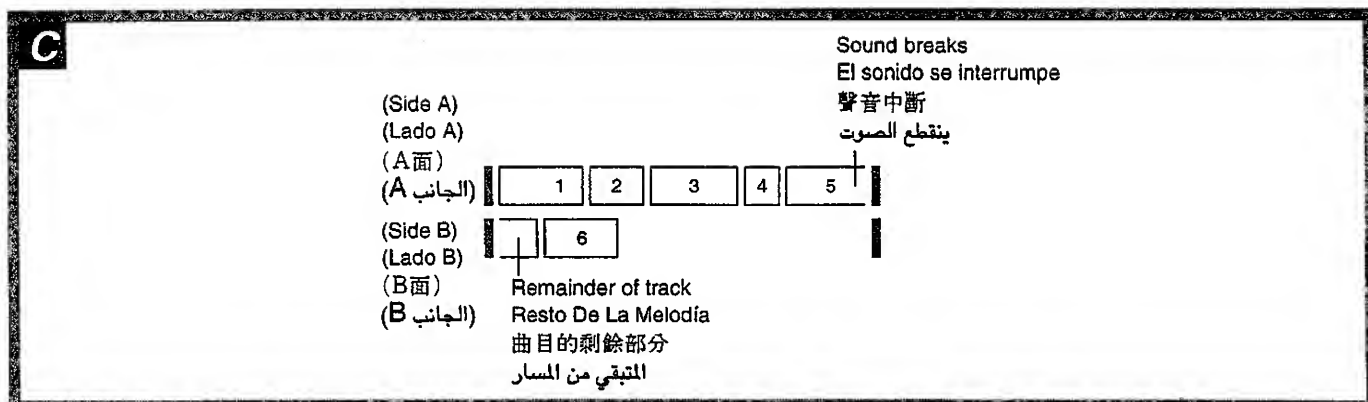 C
Sound breaks
El sonido se interrumpe
聲音中斷
ينقطع الصوت
(Side A)
(Lado A)
(A面)
(الجانب A)
1 2 3 4 5
(Side B)
(Lado B)
(B面)
(الجانب B)
6
Remainder of track
Resto De La Melodía
曲目的剩餘部分
المتبقي من المسار